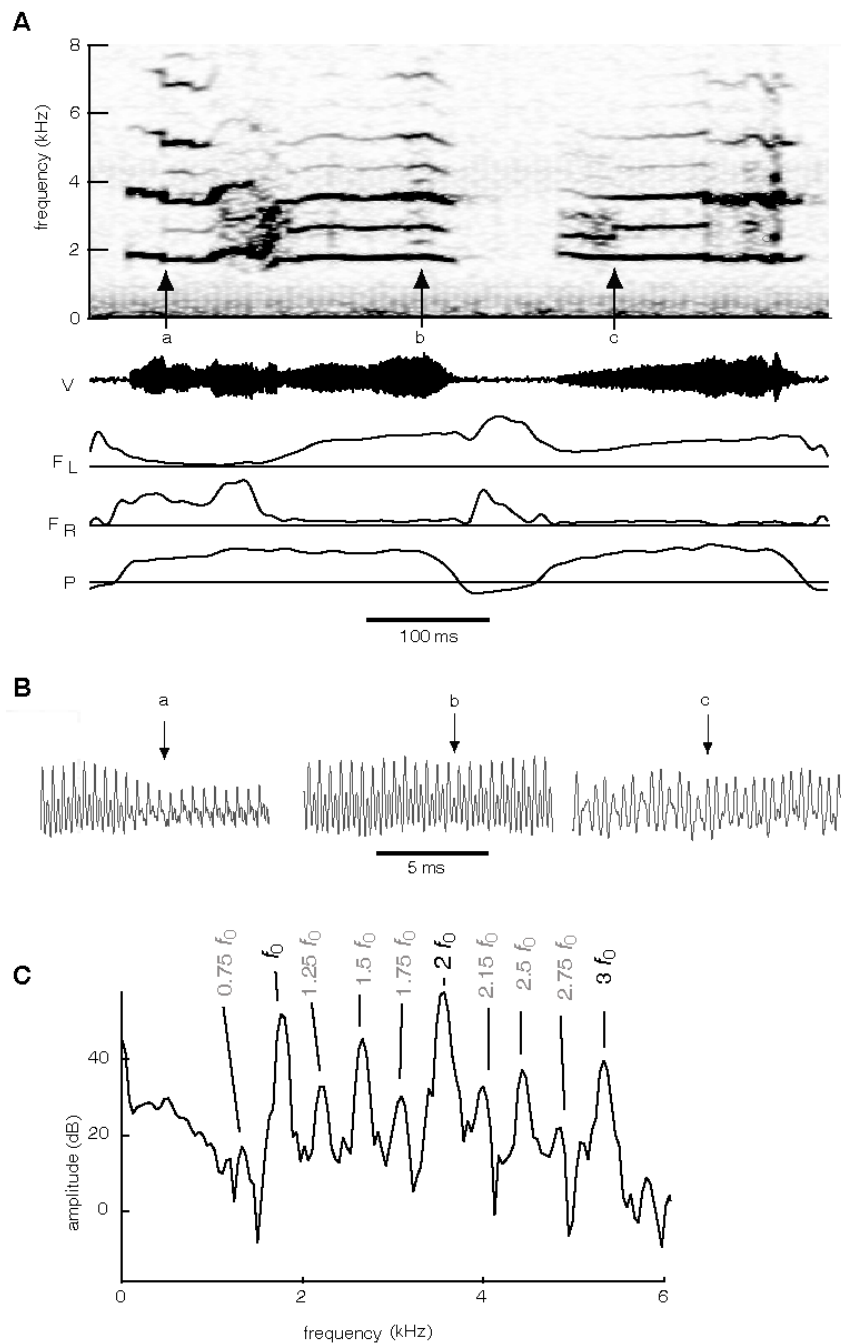 A
8
6
4
2
0
frequency (kHz)
a
b
c
V
F L
F R
P
100 ms
B
a
b
c
5 ms
C
0.75 f0
f0
1.25 f0
1.5 f0
1.75 f0
2 f0
2.15 f0
2.5 f0
2.75 f0
3 f0
40
20
0
amplitude (dB)
0
2
4
6
frequency (kHz)